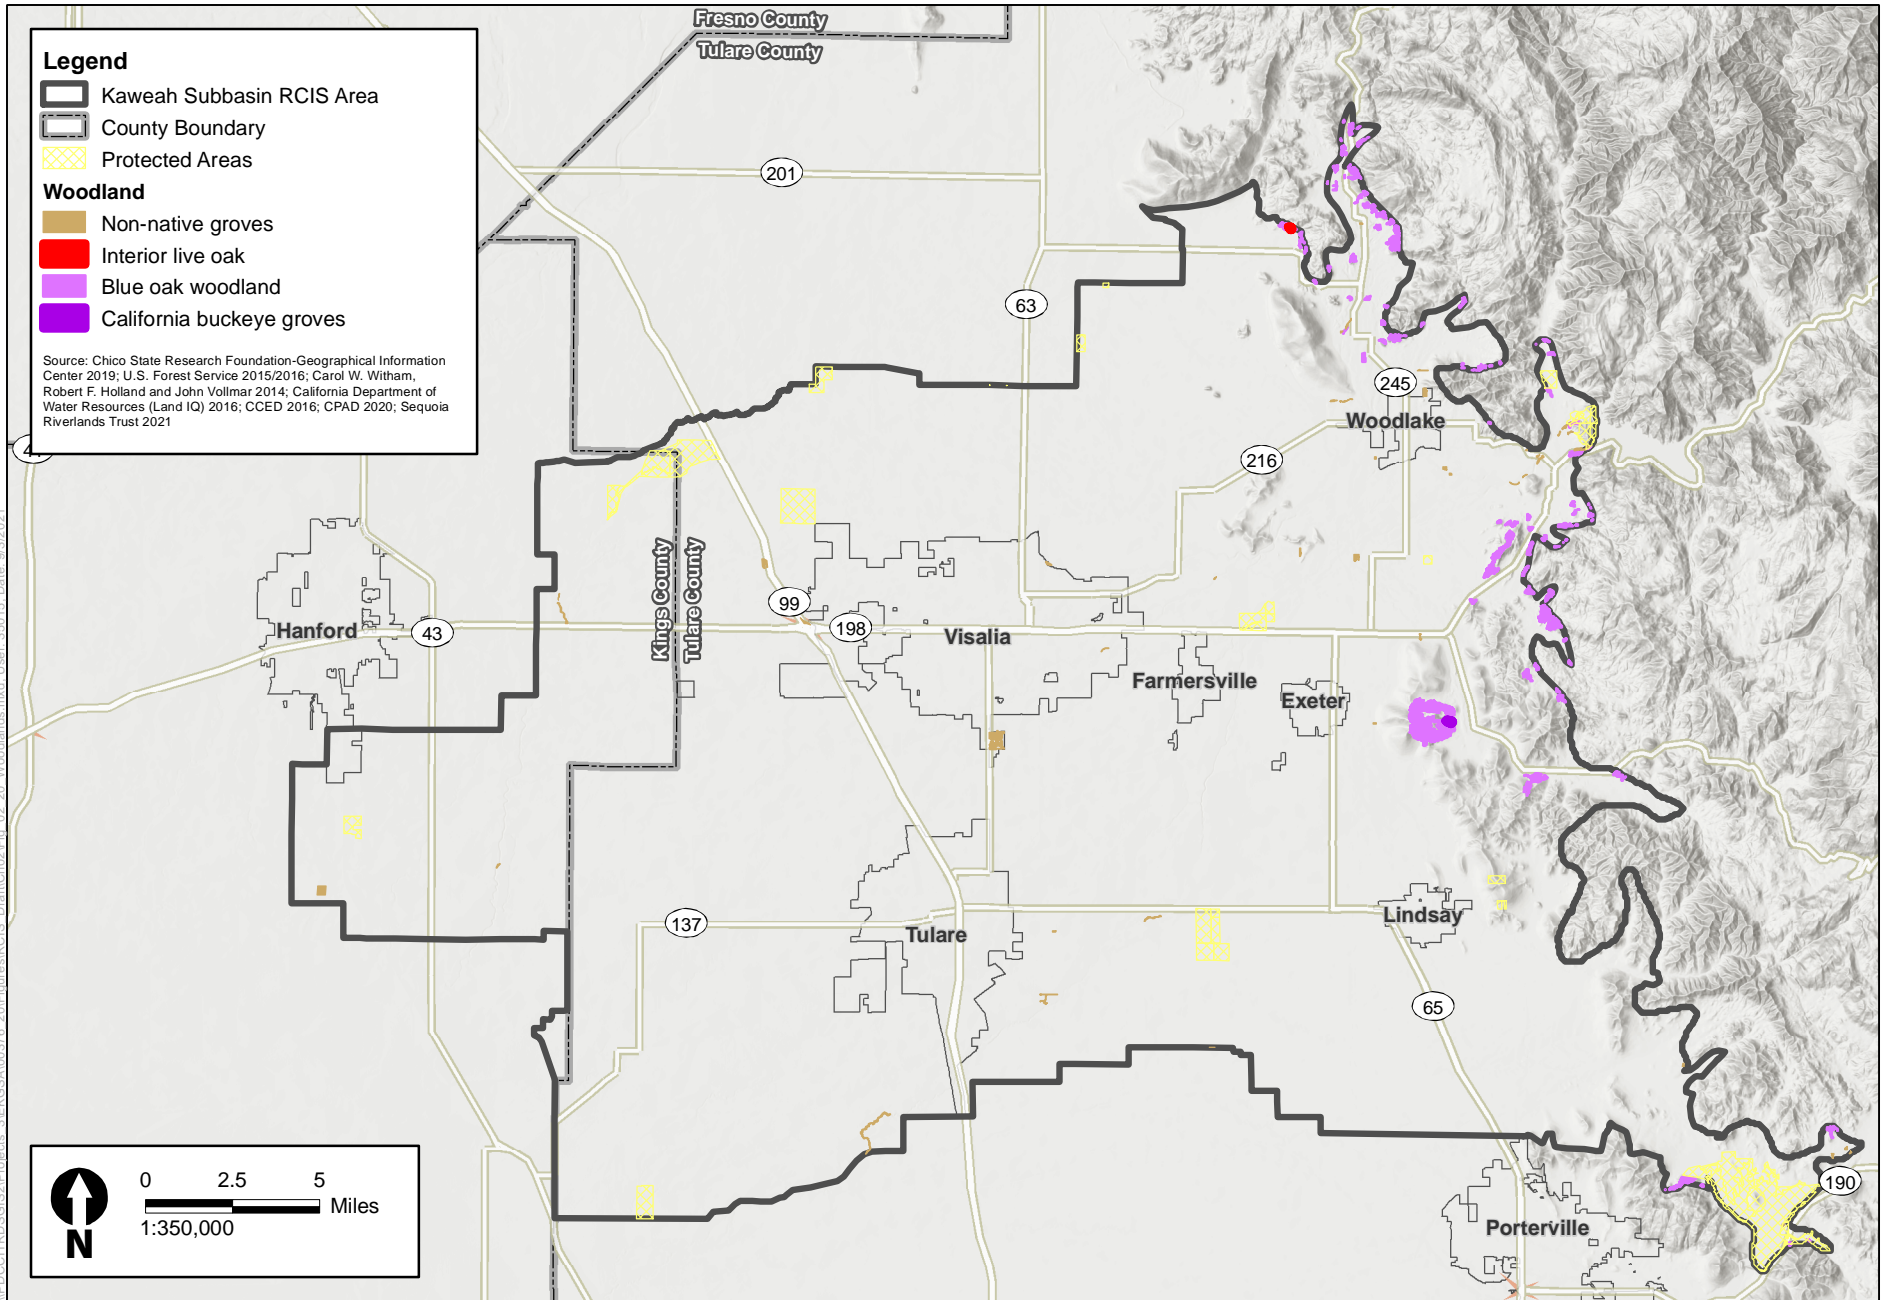 Legend
Kaweah Subbasin RCIS Area
County Boundary
Protected Areas
Woodland
Non-native groves
Interior live oak
Blue oak woodland
California buckeye groves
Source: Chico State Research Foundation-Geographical Information
Center 2019; U.S. Forest Service 2015/2016; Carol W. Witham,
Robert F. Holland and John Vollmar 2014; California Department of
Water Resources (Land IQ) 2016; CCED 2016; CPAD 2020; Sequoia
Riverlands Trust 2021
Fresno County
Tulare County
201
63
245
Woodlake
216
Kings County
Tulare County
99
198
Hanford
43
Visalia
Farmersville
Exeter
137
Tulare
Lindsay
65
190
Porterville
0 2.5 5
Miles
1:350,000
N